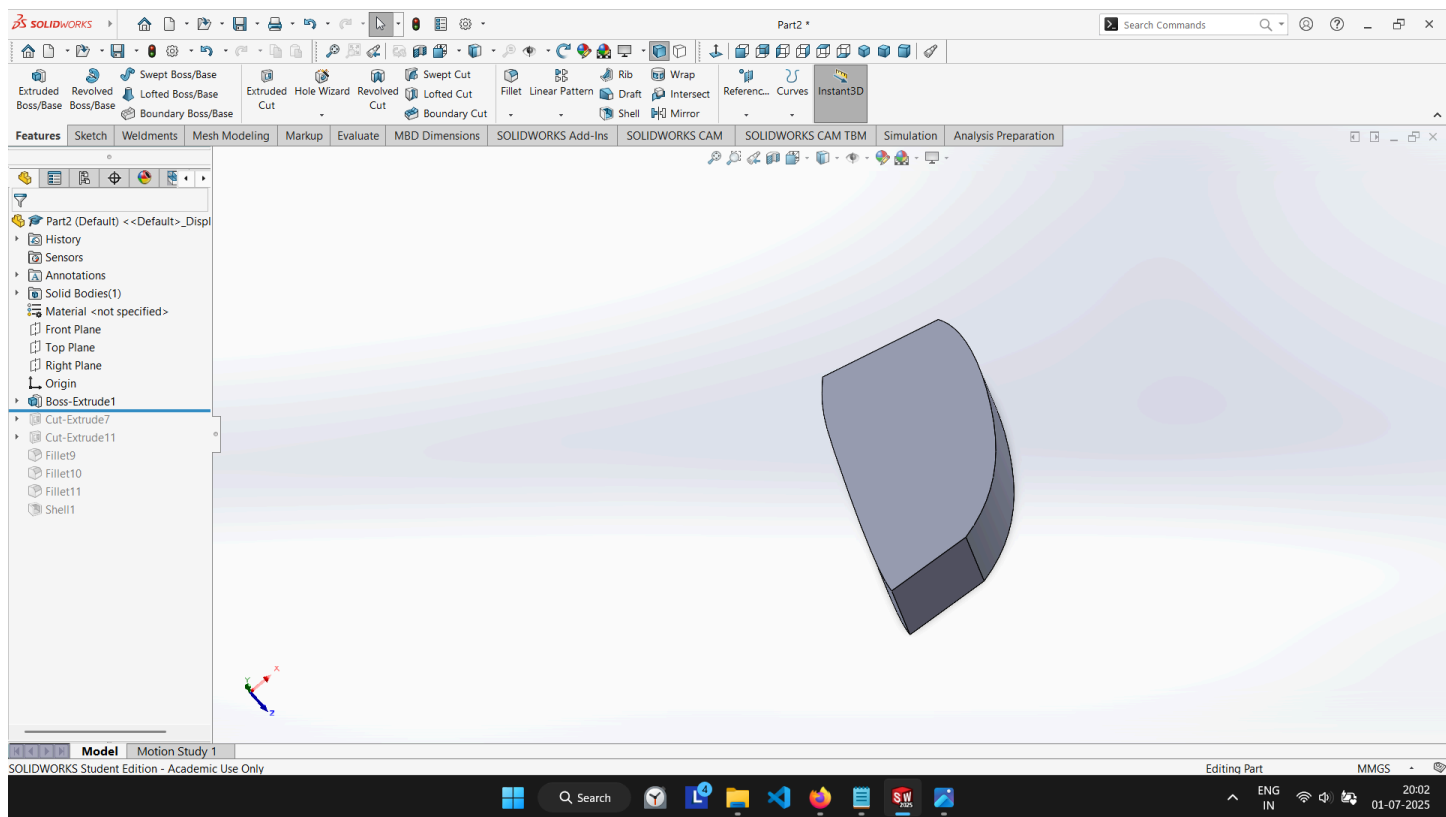 SOLIDWORKS
Part2 *
Search Commands
Extruded Boss/Base
Revolved Boss/Base
Swept Boss/Base
Lofted Boss/Base
Boundary Boss/Base
Extruded Cut
Hole Wizard
Revolved Cut
Swept Cut
Lofted Cut
Boundary Cut
Fillet
Linear Pattern
Rib
Draft
Shell
Wrap
Intersect
Mirror
Referenc...
Curves
Instant3D
Features Sketch Weldments Mesh Modeling Markup Evaluate MBD Dimensions SOLIDWORKS Add-Ins SOLIDWORKS CAM SOLIDWORKS CAM TBM Simulation Analysis Preparation
Part2 (Default) <<Default>_Displ
History
Sensors
Annotations
Solid Bodies(1)
Material <not specified>
Front Plane
Top Plane
Right Plane
Origin
Boss-Extrude1
Cut-Extrude7
Cut-Extrude11
Fillet9
Fillet10
Fillet11
Shell1
X
Y
Z
Model Motion Study 1
SOLIDWORKS Student Edition - Academic Use Only
Editing Part
MMGS
Search
L
4
SW
2025
ENG
IN
20:02
01-07-2025